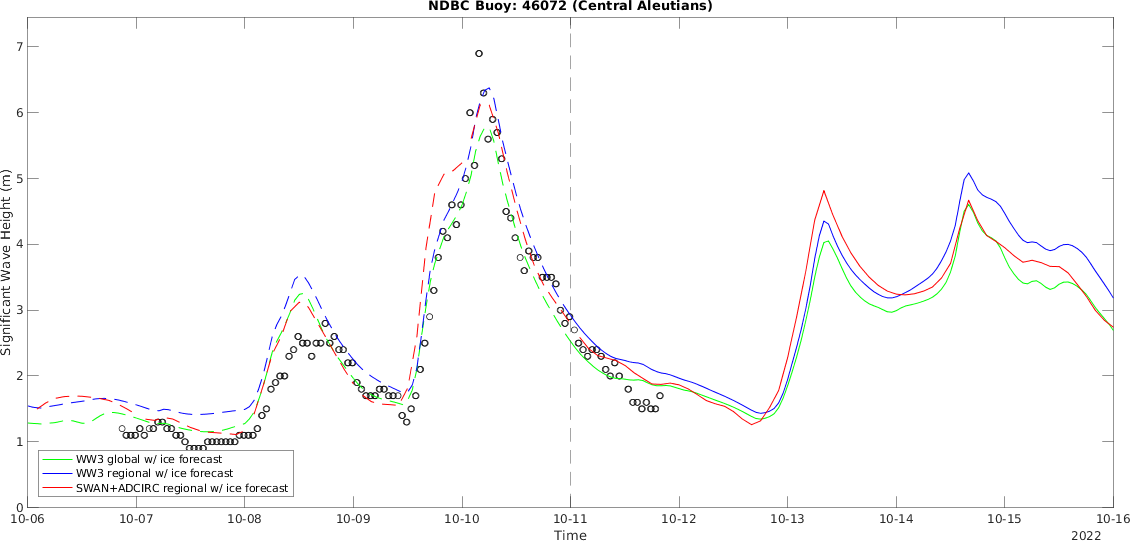 NDBC Buoy: 46072 (Central Aleutians)
7
6
5
4
3
2
1
0
Significant Wave Height (m)
WW3 global w/ ice forecast
WW3 regional w/ ice forecast
SWAN+ADCIRC regional w/ ice forecast
10-06 10-07 10-08 10-09 10-10 10-11 10-12 10-13 10-14 10-15 10-16
Time
2022